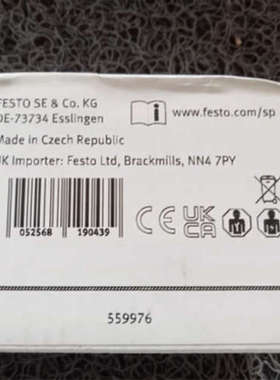 FESTO SE & Co. KG
DE-73734 Esslingen
www.festo.com/sp
Made in Czech Republic
UK Importer: Festo Ltd, Brackmills, NN4 7PY
052568 190439
CE UK CA
559976